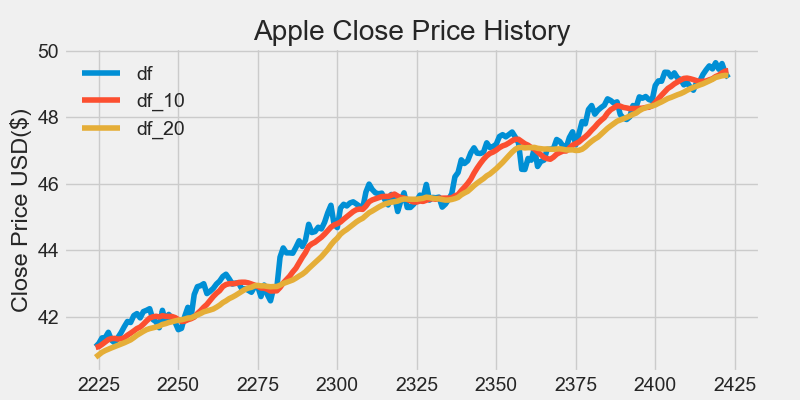 Apple Close Price History
Close Price USD($)
50
48
46
44
42
df
df_10
df_20
2225 2250 2275 2300 2325 2350 2375 2400 2425